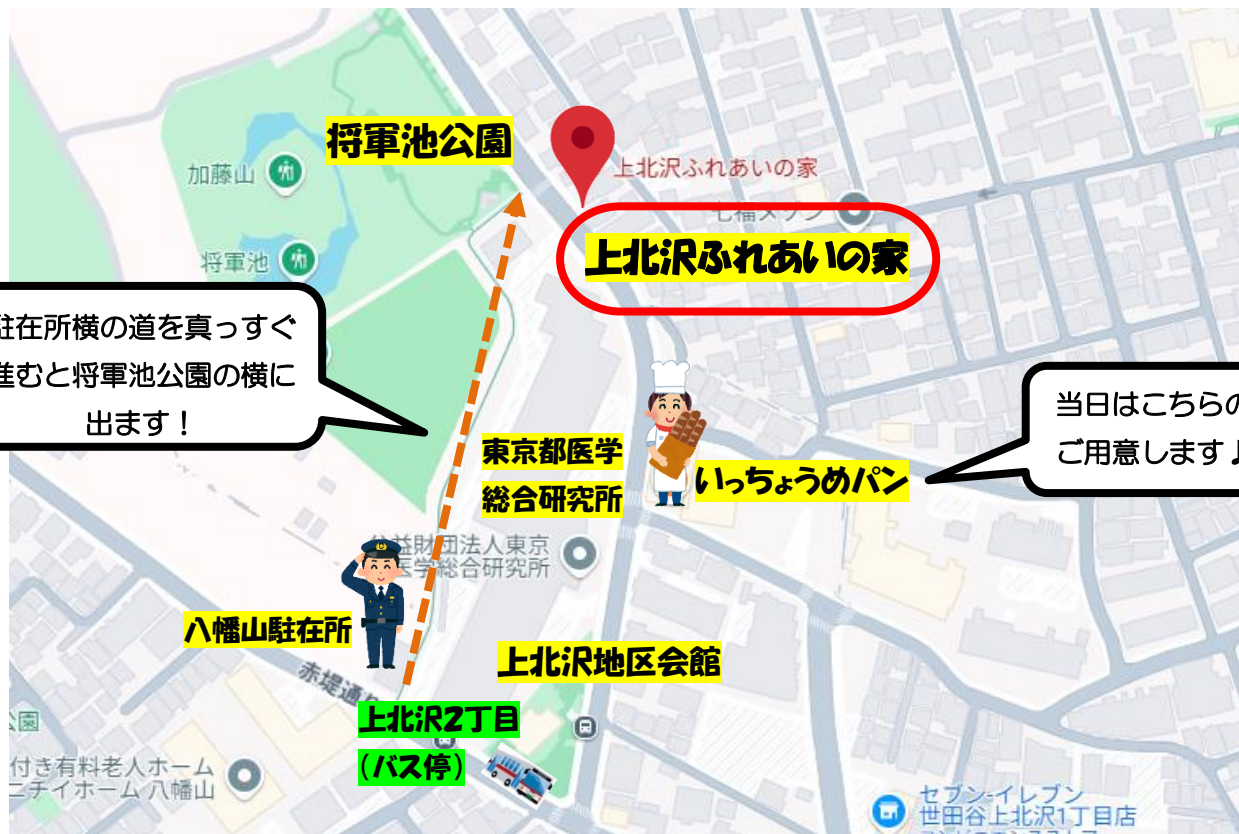 将軍池公園
加藤山
上北沢ふれあいの家
七福メゾン
上北沢ふれあいの家
将軍池
駐在所横の道を真っすぐ
進むと将軍池公園の横に
出ます！
当日はこちらの
ご用意します♪
東京都医学
総合研究所
いっちょうめパン
公益財団法人東京
医学総合研究所
八幡山駐在所
上北沢地区会館
赤堤通り
上北沢2丁目
(バス停)
公園
付き有料老人ホーム
ニチイホーム 八幡山
セブン-イレブン
世田谷上北沢1丁目店